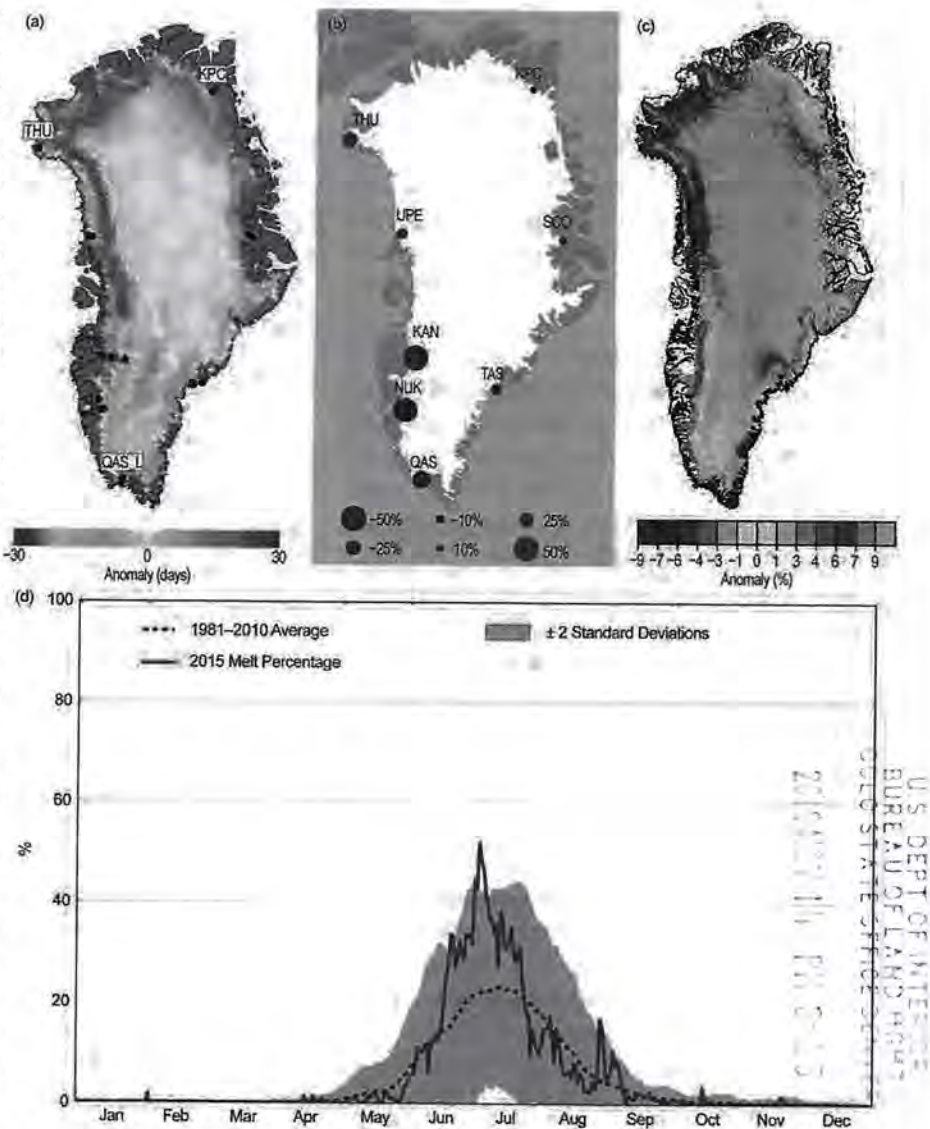 (a)
KPC
THU
QAS_L
-30 0 30
Anomaly (days)
(b)
KPC
THU
UPE
SCO
KAN
NUK
TAS
QAS
-50% -10% 25%
-25% 10% 50%
(c)
-9 -7 -6 -4 -3 -1 0 1 3 4 6 7 9
Anomaly (%)
(d)
100
80
60
40
20
0
%
1981–2010 Average
2015 Melt Percentage
± 2 Standard Deviations
Jan Feb Mar Apr May Jun Jul Aug Sep Oct Nov Dec
U.S. DEPT OF
BUREAU OF LAND
STATE OFFICE